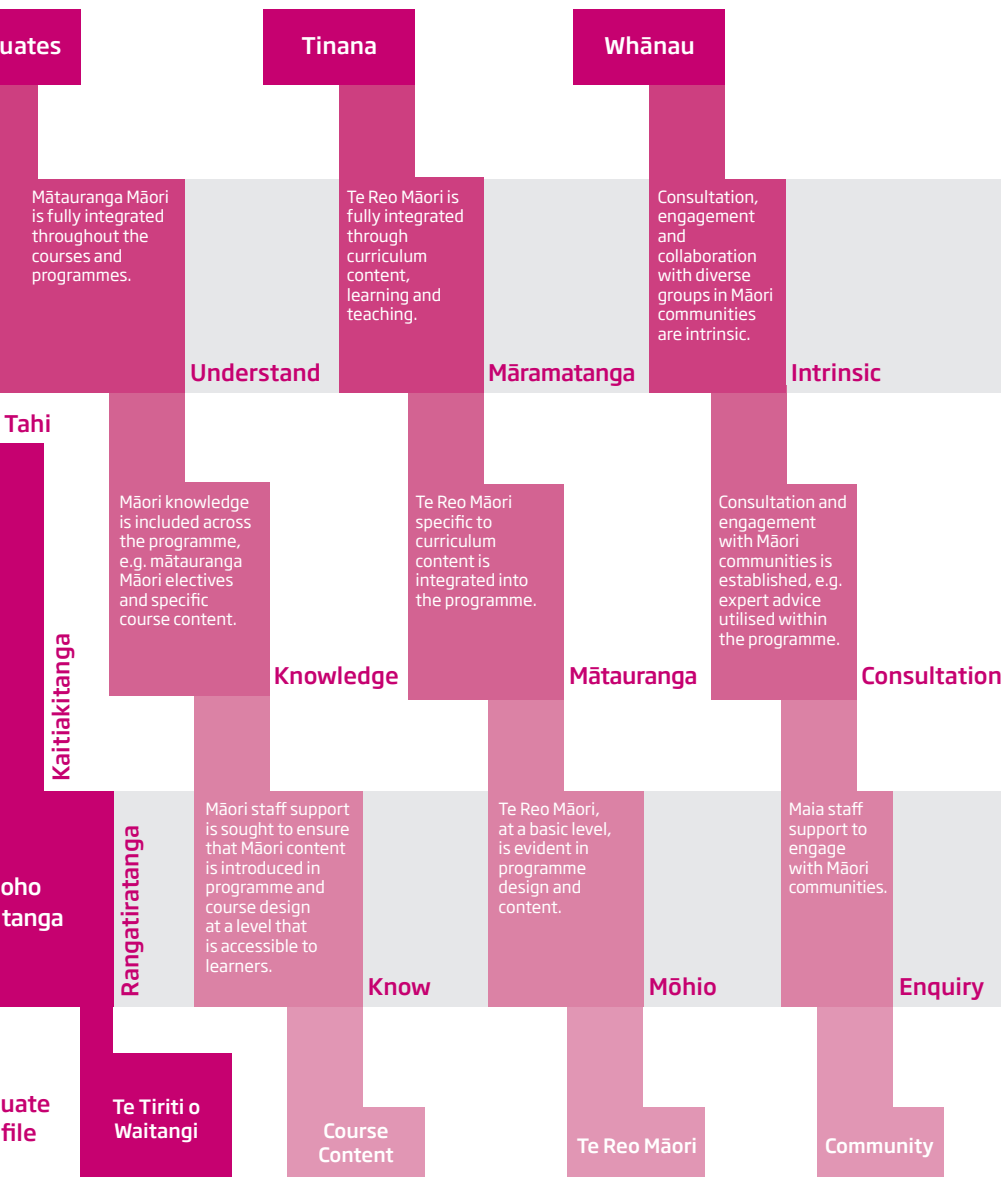 uates
Tinana
Whānau
Mātauranga Māori
is fully integrated
throughout the
courses and
programmes.
Understand
Te Reo Māori is
fully integrated
through
curriculum
content,
learning and
teaching.
Māramatanga
Consultation,
engagement
and
collaboration
with diverse
groups in Māori
communities
are intrinsic.
Intrinsic
Tahi
Kaitiakitanga
Māori knowledge
is included across
the programme,
e.g. mātauranga
Māori electives
and specific
course content.
Knowledge
Te Reo Māori
specific to
curriculum
content is
integrated into
the programme.
Mātauranga
Consultation and
engagement
with Māori
communities is
established, e.g.
expert advice
utilised within
the programme.
Consultation
oho
tanga
Rangatiratanga
Māori staff support
is sought to ensure
that Māori content
is introduced in
programme and
course design
at a level that
is accessible to
learners.
Know
Te Reo Māori,
at a basic level,
is evident in
programme
design and
content.
Mōhio
Maia staff
support to
engage
with Māori
communities.
Enquiry
uate
file
Te Tiriti o
Waitangi
Course
Content
Te Reo Māori
Community